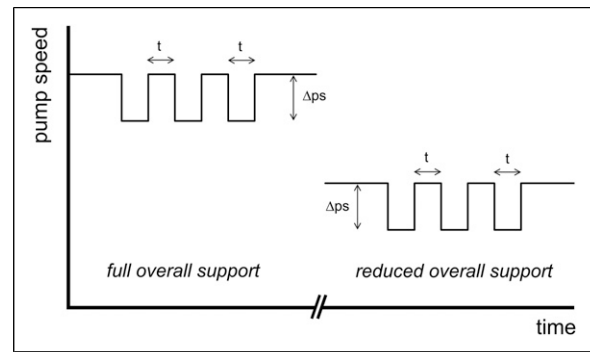 pump speed
t
t
Δps
t
t
Δps
full overall support
reduced overall support
time